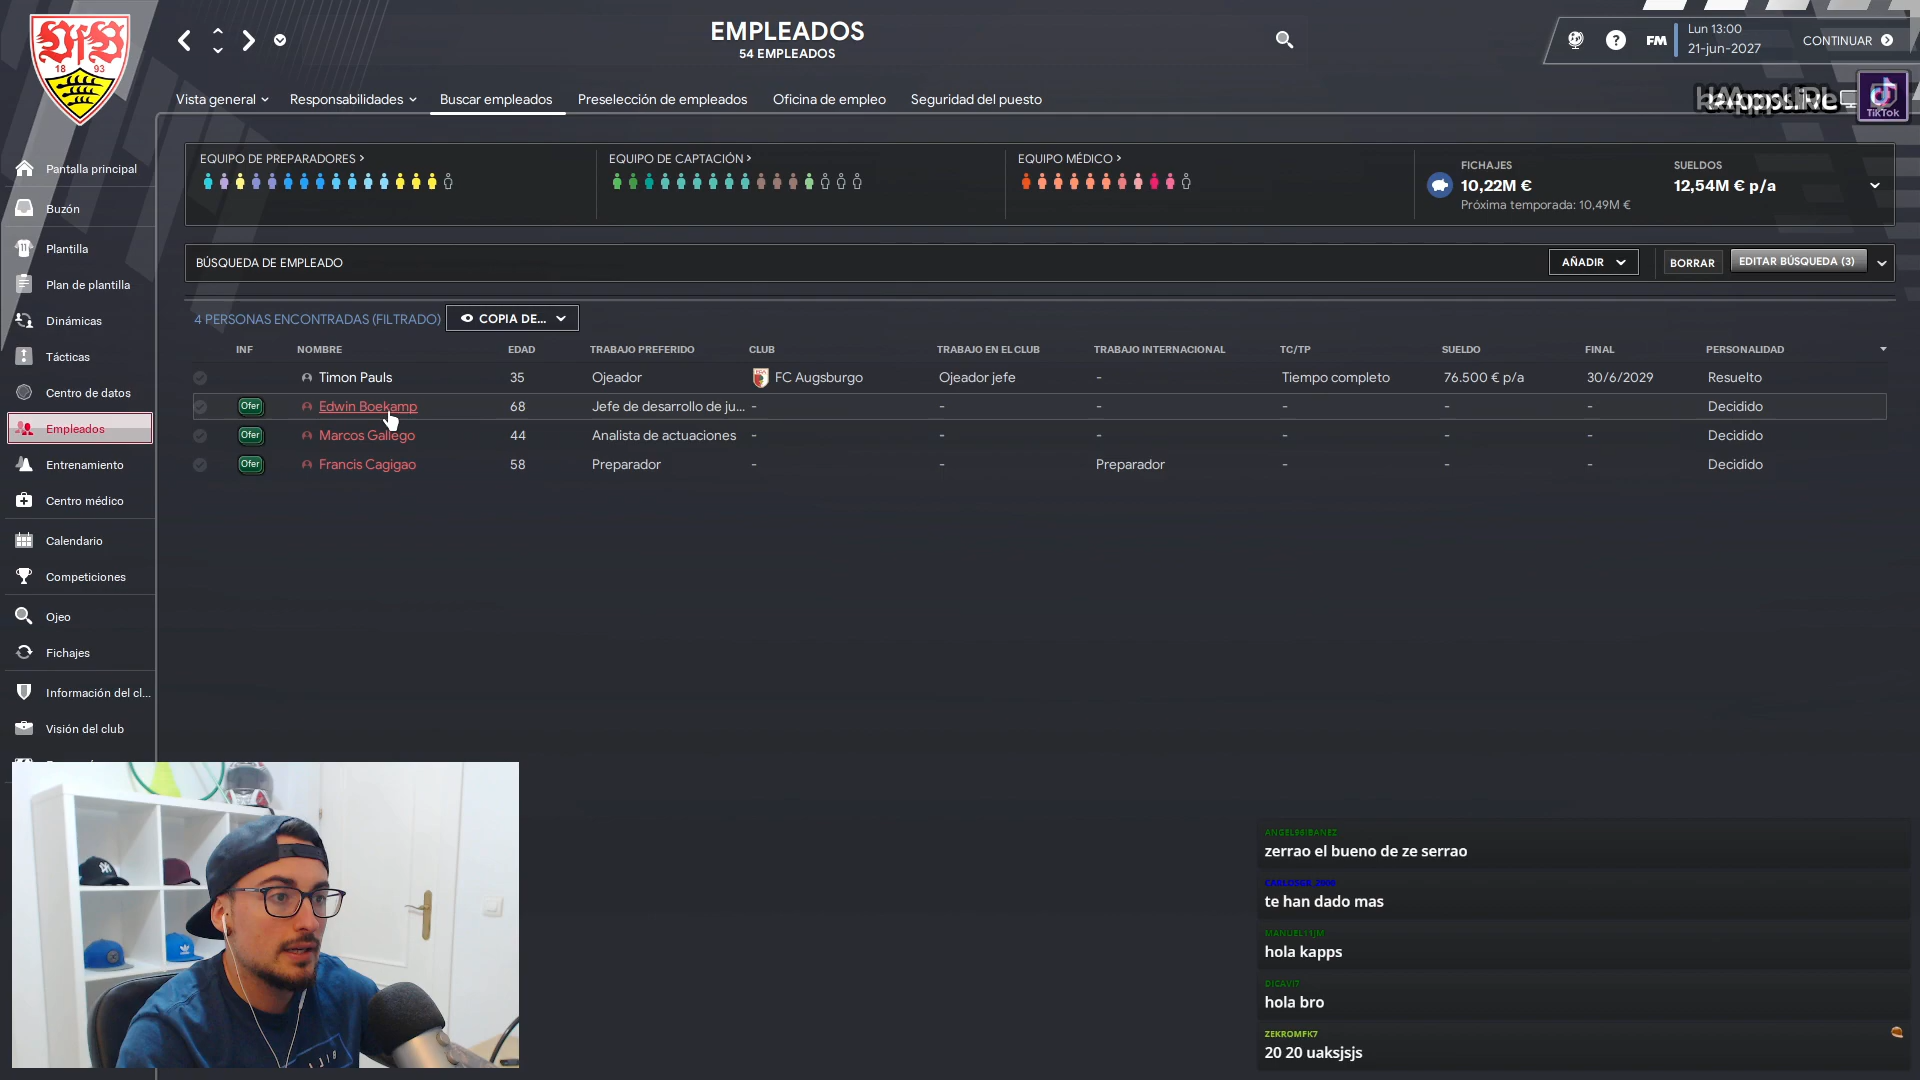 EMPLEADOS
54 EMPLEADOS
18 93
FM
Lun 13:00
21-jun-2027
CONTINUAR
Vista general
Responsabilidades
Buscar empleados
Preselección de empleados
Oficina de empleo
Seguridad del puesto
TikTok
EQUIPO DE PREPARADORES
EQUIPO DE CAPTACIÓN
EQUIPO MÉDICO
FICHAJES
10,22M €
Próxima temporada: 10,49M €
SUELDOS
12,54M € p/a
Pantalla principal
Buzón
Plantilla
Plan de plantilla
Dinámicas
Tácticas
Centro de datos
Empleados
Entrenamiento
Centro médico
Calendario
Competiciones
Ojeo
Fichajes
Información del cl...
Visión del club
BÚSQUEDA DE EMPLEADO
AÑADIR
BORRAR
EDITAR BÚSQUEDA (3)
4 PERSONAS ENCONTRADAS (FILTRADO)
COPIA DE...
INF NOMBRE EDAD TRABAJO PREFERIDO CLUB TRABAJO EN EL CLUB TRABAJO INTERNACIONAL TC/TP SUELDO FINAL PERSONALIDAD
Timon Pauls 35 Ojeador FC Augsburgo Ojeador jefe - Tiempo completo 76.500 € p/a 30/6/2029 Resuelto
Ofer Edwin Boekamp 68 Jefe de desarrollo de ju... - - - - - - Decidido
Ofer Marcos Gallego 44 Analista de actuaciones - - - - - - Decidido
Ofer Francis Cagigao 58 Preparador - - Preparador - - - Decidido
ANGEL96IBANEZ
zerrao el bueno de ze serrao
te han dado mas
MANUEL11JM
hola kapps
DICAVI7
hola bro
ZEKROMFK7
20 20 uaksjsjs